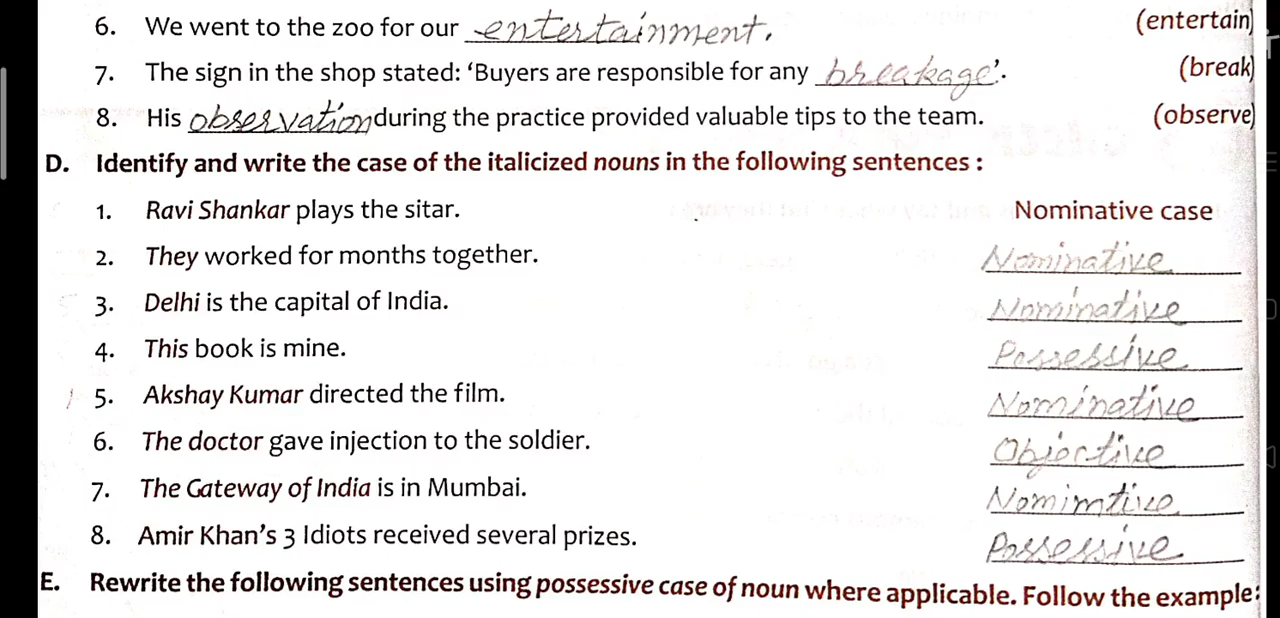 6. We went to the zoo for our entertainment. (entertain)
7. The sign in the shop stated: ‘Buyers are responsible for any breakage’. (break)
8. His observation during the practice provided valuable tips to the team. (observe)
D. Identify and write the case of the italicized nouns in the following sentences :
1. Ravi Shankar plays the sitar. Nominative case
2. They worked for months together. Nominative
3. Delhi is the capital of India. Nominative
4. This book is mine. Possessive
5. Akshay Kumar directed the film. Nominative
6. The doctor gave injection to the soldier. Objective
7. The Gateway of India is in Mumbai. Nomimtive
8. Amir Khan’s 3 Idiots received several prizes. Possessive
E. Rewrite the following sentences using possessive case of noun where applicable. Follow the example: